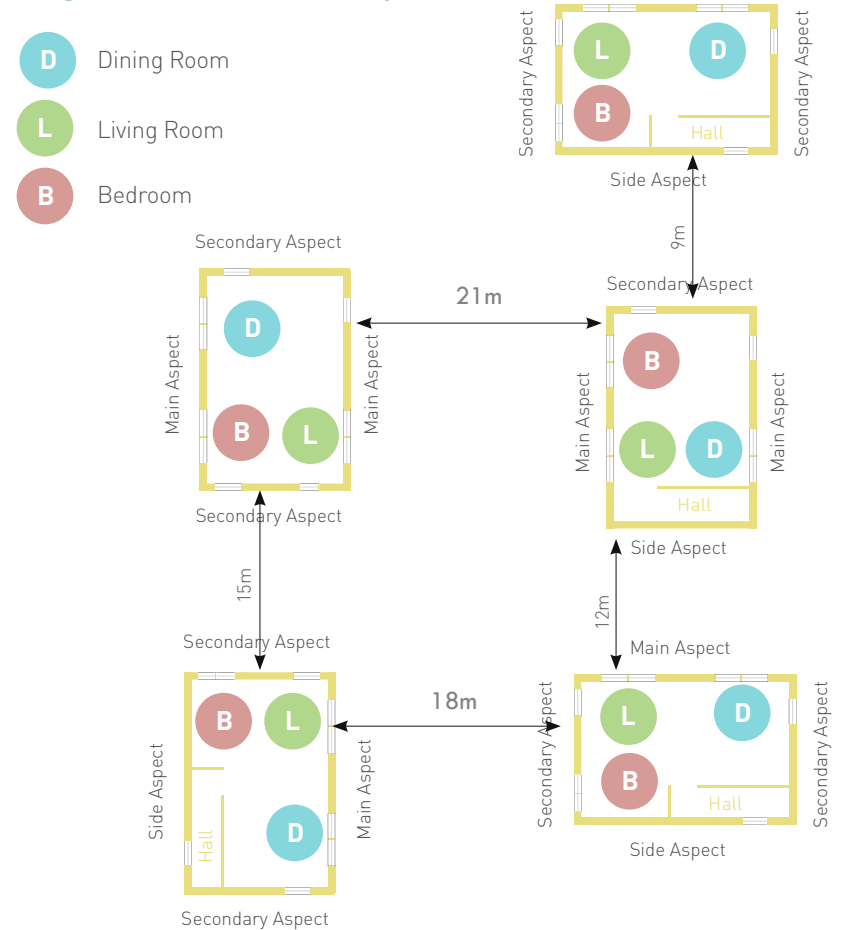 D Dining Room
L Living Room
B Bedroom
Secondary Aspect
L
D
B
Hall
Secondary Aspect
Side Aspect
9m
Secondary Aspect
D
B
L
Main Aspect
Main Aspect
Secondary Aspect
21m
Secondary Aspect
B
L
D
Hall
Main Aspect
Main Aspect
Side Aspect
15m
12m
Secondary Aspect
B
L
D
Hall
Side Aspect
Main Aspect
Secondary Aspect
18m
Main Aspect
L
D
B
Hall
Secondary Aspect
Secondary Aspect
Side Aspect